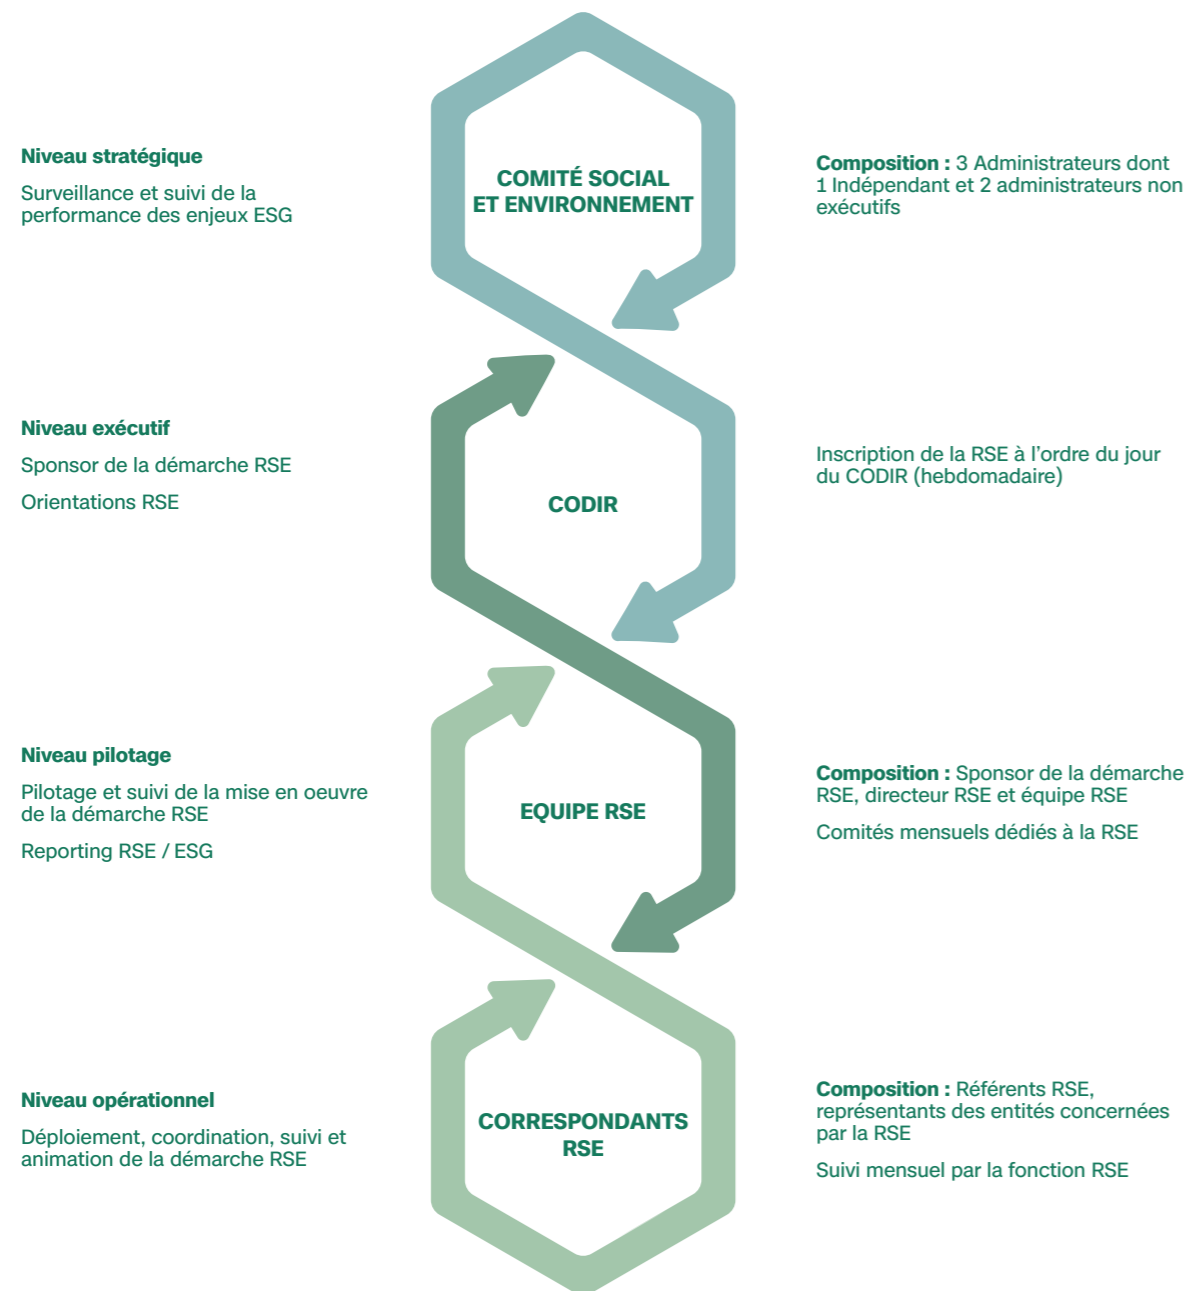 Niveau stratégique
Surveillance et suivi de la
performance des enjeux ESG
COMITÉ SOCIAL
ET ENVIRONNEMENT
Composition : 3 Administrateurs dont
1 Indépendant et 2 administrateurs non
exécutifs
Niveau exécutif
Sponsor de la démarche RSE
Orientations RSE
CODIR
Inscription de la RSE à l’ordre du jour
du CODIR (hebdomadaire)
Niveau pilotage
Pilotage et suivi de la mise en oeuvre
de la démarche RSE
Reporting RSE / ESG
EQUIPE RSE
Composition : Sponsor de la démarche
RSE, directeur RSE et équipe RSE
Comités mensuels dédiés à la RSE
Niveau opérationnel
Déploiement, coordination, suivi et
animation de la démarche RSE
CORRESPONDANTS
RSE
Composition : Référents RSE,
représentants des entités concernées
par la RSE
Suivi mensuel par la fonction RSE